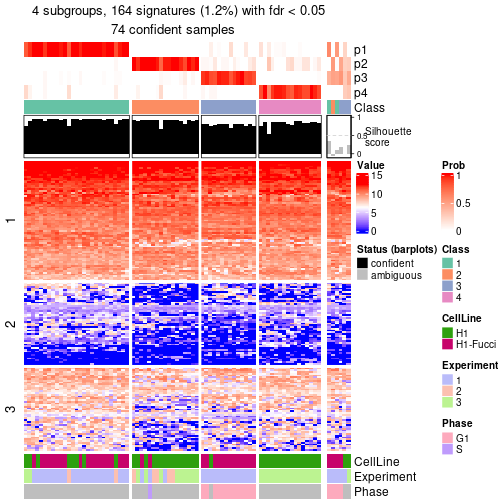 4 subgroups, 164 signatures (1.2%) with fdr < 0.05
74 confident samples
p1
p2
p3
p4
Class
1
0.5
0
Silhouette
score
1
2
3
CellLine
Experiment
Phase
Value
15
10
5
0
Prob
1
0.5
0
Status (barplots)
confident
ambiguous
Class
1
2
3
4
CellLine
H1
H1-Fucci
Experiment
1
2
3
Phase
G1
S